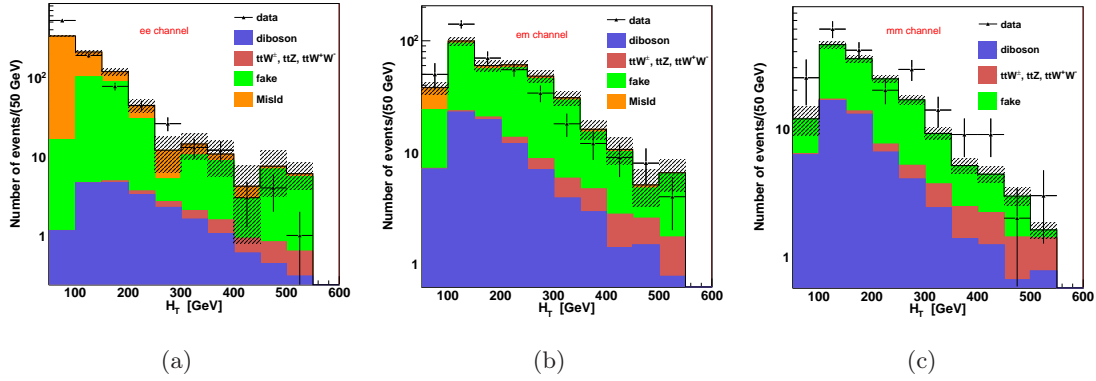 Number of events/(50 GeV)
10²
10
1
ee channel
data
diboson
ttW±, ttZ, ttW⁺W⁻
fake
MisId
100 200 300 400 500 600
H_T [GeV]
(a)
Number of events/(50 GeV)
10²
10
1
em channel
data
diboson
ttW±, ttZ, ttW⁺W⁻
fake
MisId
100 200 300 400 500 600
H_T [GeV]
(b)
Number of events/(50 GeV)
10
1
mm channel
data
diboson
ttW±, ttZ, ttW⁺W⁻
fake
100 200 300 400 500 600
H_T [GeV]
(c)